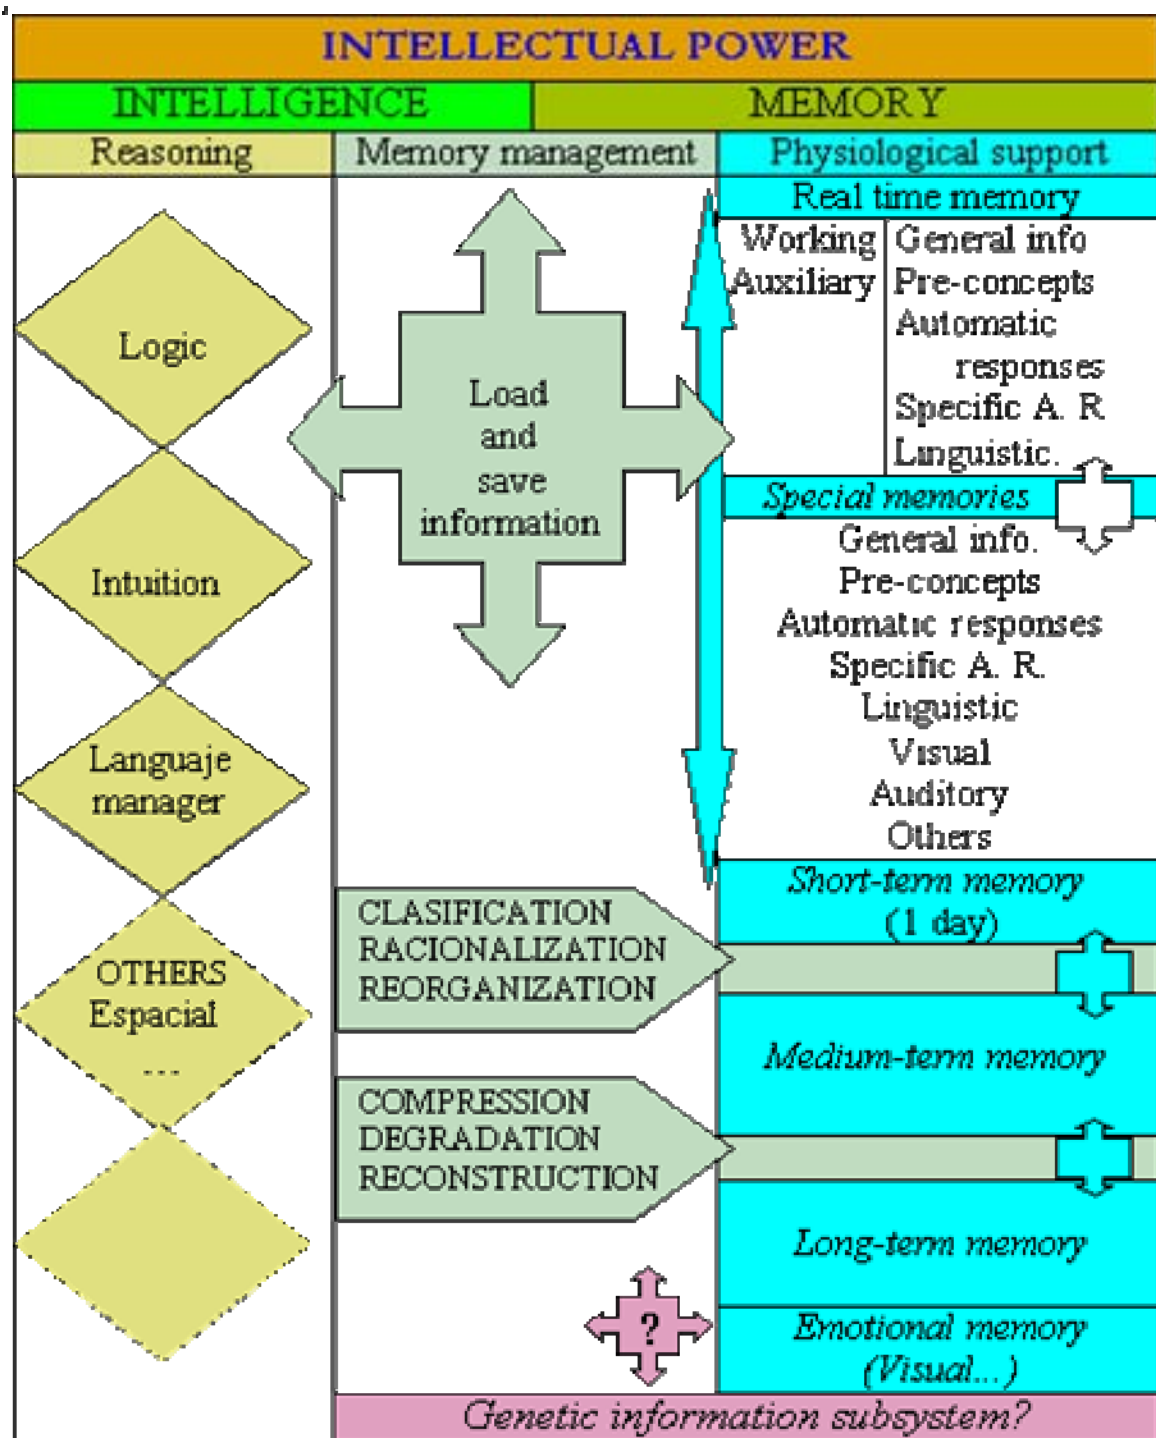 INTELLECTUAL POWER
INTELLIGENCE
MEMORY
Reasoning
Memory management
Physiological support
Logic
Intuition
Languaje
manager
OTHERS
Espacial
...
Load
and
save
information
CLASIFICATION
RACIONALIZATION
REORGANIZATION
COMPRESSION
DEGRADATION
RECONSTRUCTION
?
Real time memory
Working
Auxiliary
General info
Pre-concepts
Automatic
responses
Specific A. R
Linguistic.
Special memories
General info.
Pre-concepts
Automatic responses
Specific A. R.
Linguistic
Visual
Auditory
Others
Short-term memory
(1 day)
Medium-term memory
Long-term memory
Emotional memory
(Visual...)
Genetic information subsystem?